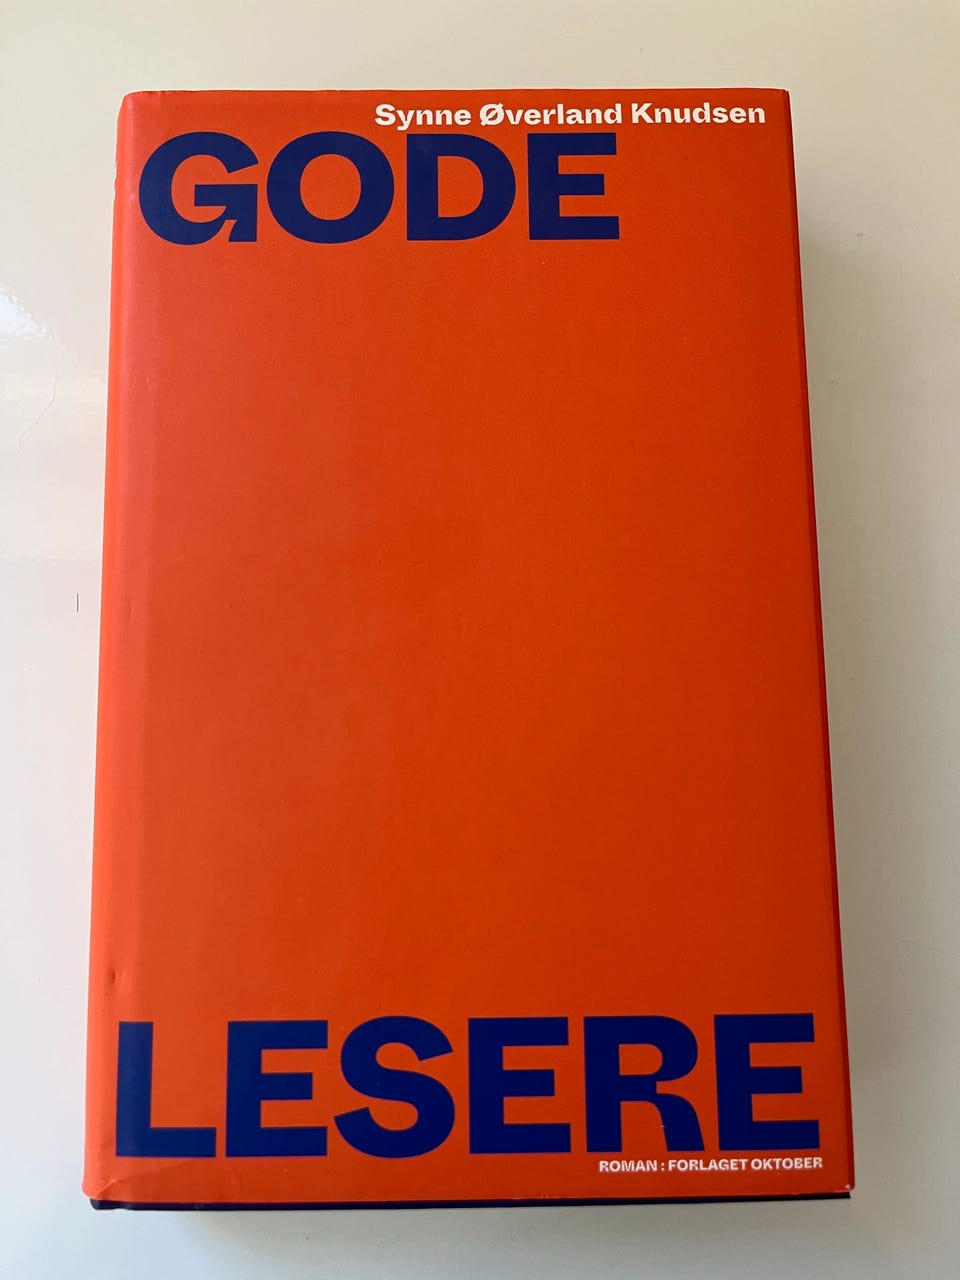 Synne Øverland Knudsen
GODE
LESERE
ROMAN : FORLAGET OKTOBER